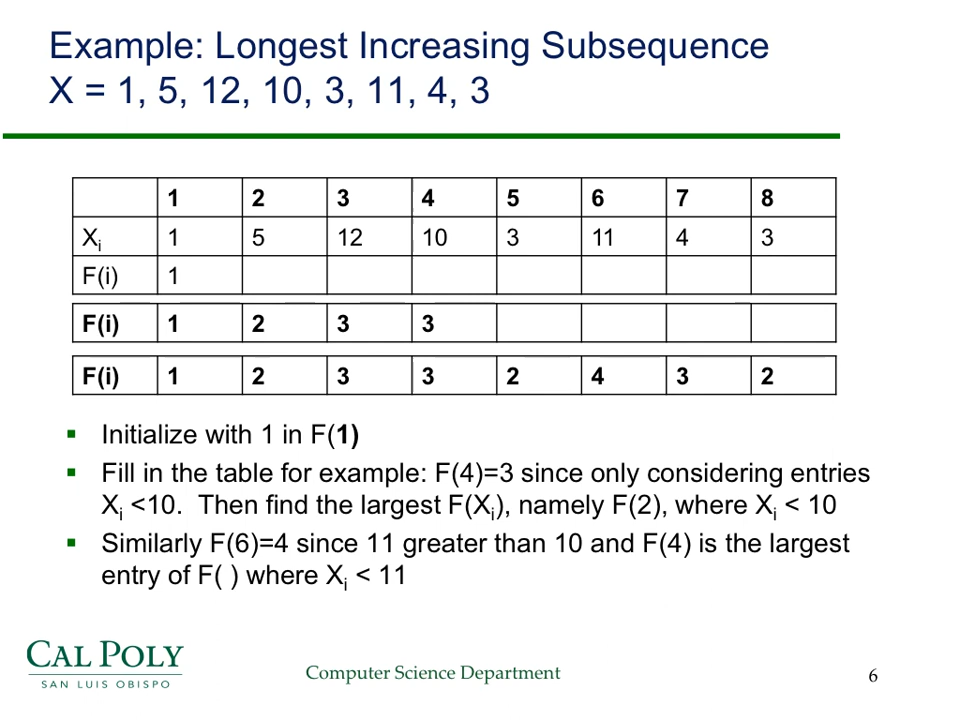 Example: Longest Increasing Subsequence
X = 1, 5, 12, 10, 3, 11, 4, 3
1 2 3 4 5 6 7 8
Xi 1 5 12 10 3 11 4 3
F(i) 1
F(i) 1 2 3 3
F(i) 1 2 3 3 2 4 3 2
▪ Initialize with 1 in F(1)
▪ Fill in the table for example: F(4)=3 since only considering entries
Xi <10. Then find the largest F(Xi), namely F(2), where Xi < 10
▪ Similarly F(6)=4 since 11 greater than 10 and F(4) is the largest
entry of F( ) where Xi < 11
CAL POLY
SAN LUIS OBISPO
Computer Science Department
6